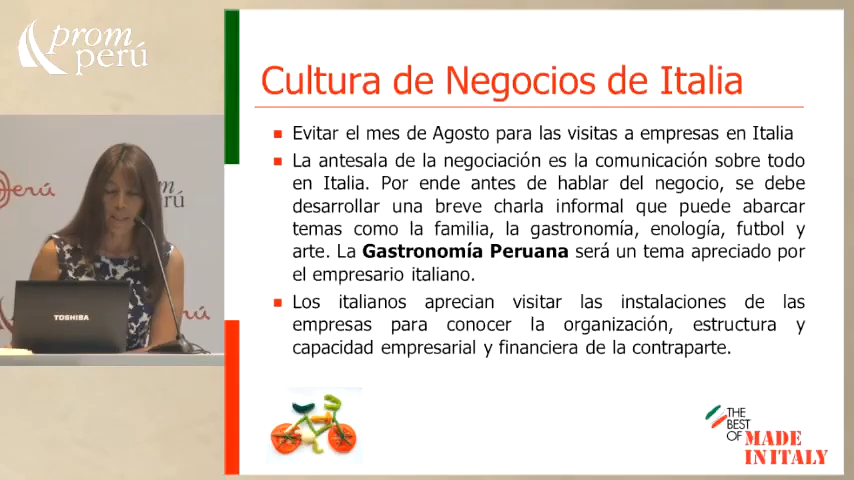 prom
perú
Cultura de Negocios de Italia
Evitar el mes de Agosto para las visitas a empresas en Italia
La antesala de la negociación es la comunicación sobre todo
en Italia. Por ende antes de hablar del negocio, se debe
desarrollar una breve charla informal que puede abarcar
temas como la familia, la gastronomía, enología, futbol y
arte. La Gastronomía Peruana será un tema apreciado por
el empresario italiano.
Los italianos aprecian visitar las instalaciones de las
empresas para conocer la organización, estructura y
capacidad empresarial y financiera de la contraparte.
Perú
rú
TOSHIBA
rú
THE
BEST
OF MADE
IN ITALY